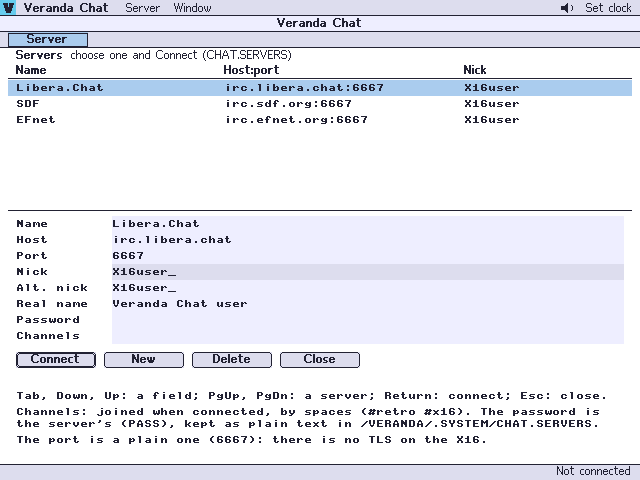 V Veranda Chat Server Window Set clock
Veranda Chat
Server
Servers choose one and Connect (CHAT.SERVERS)
Name Host:port Nick
Libera.Chat irc.libera.chat:6667 X16user
SDF irc.sdf.org:6667 X16user
EFnet irc.efnet.org:6667 X16user
Name Libera.Chat
Host irc.libera.chat
Port 6667
Nick X16user_
Alt. nick X16user_
Real name Veranda Chat user
Password
Channels
Connect New Delete Close
Tab, Down, Up: a field; PgUp, PgDn: a server; Return: connect; Esc: close.
Channels: joined when connected, by spaces (#retro #x16). The password is
the server's (PASS), kept as plain text in /VERANDA/.SYSTEM/CHAT.SERVERS.
The port is a plain one (6667): there is no TLS on the X16.
Not connected